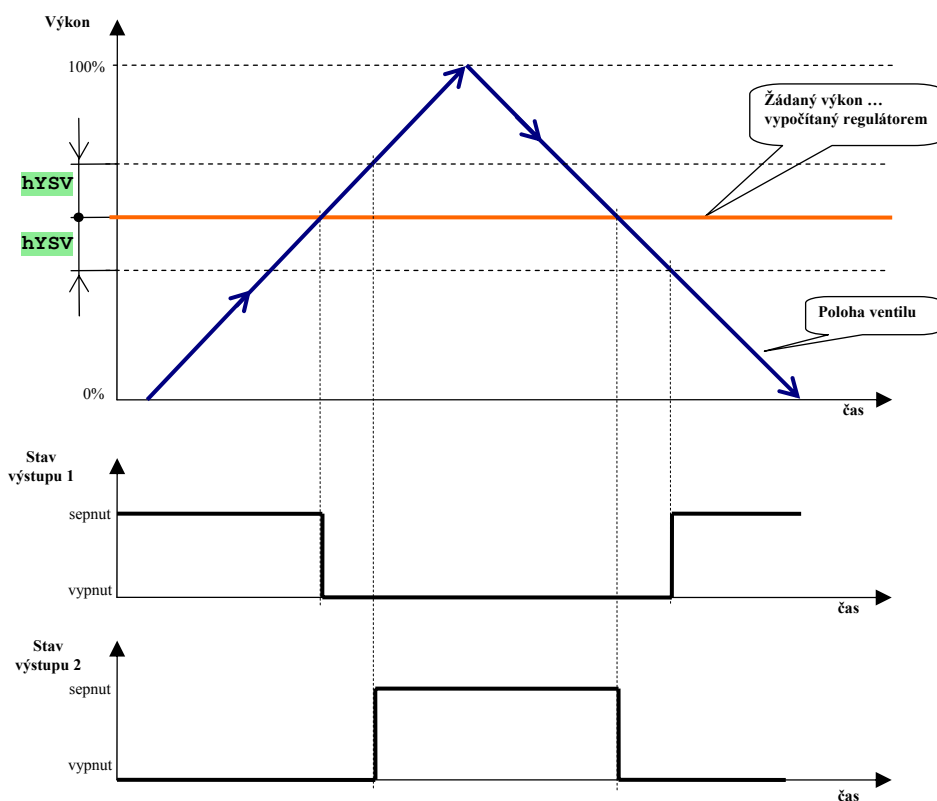 Výkon
100%
Žádaný výkon …
vypočítaný regulátorem
hYSV
hYSV
Poloha ventilu
0%
čas
Stav
výstupu 1
sepnut
vypnut
čas
Stav
výstupu 2
sepnut
vypnut
čas